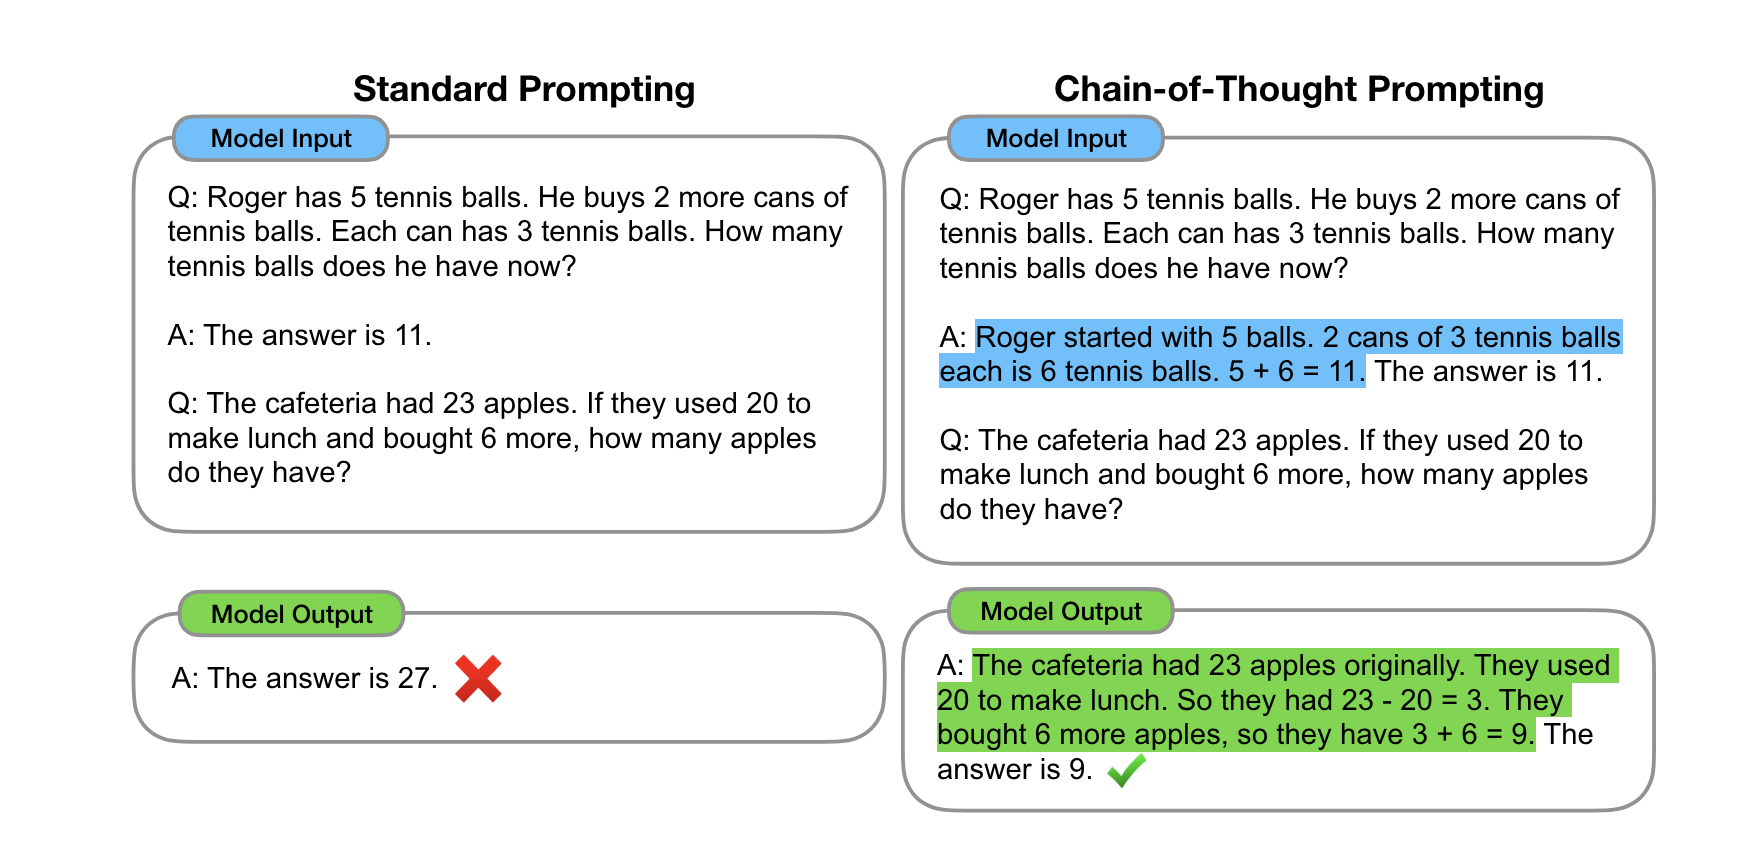 Standard Prompting
Model Input
Q: Roger has 5 tennis balls. He buys 2 more cans of
tennis balls. Each can has 3 tennis balls. How many
tennis balls does he have now?
A: The answer is 11.
Q: The cafeteria had 23 apples. If they used 20 to
make lunch and bought 6 more, how many apples
do they have?
Model Output
A: The answer is 27.
Chain-of-Thought Prompting
Model Input
Q: Roger has 5 tennis balls. He buys 2 more cans of
tennis balls. Each can has 3 tennis balls. How many
tennis balls does he have now?
A: Roger started with 5 balls. 2 cans of 3 tennis balls
each is 6 tennis balls. 5 + 6 = 11. The answer is 11.
Q: The cafeteria had 23 apples. If they used 20 to
make lunch and bought 6 more, how many apples
do they have?
Model Output
A: The cafeteria had 23 apples originally. They used
20 to make lunch. So they had 23 - 20 = 3. They
bought 6 more apples, so they have 3 + 6 = 9. The
answer is 9.